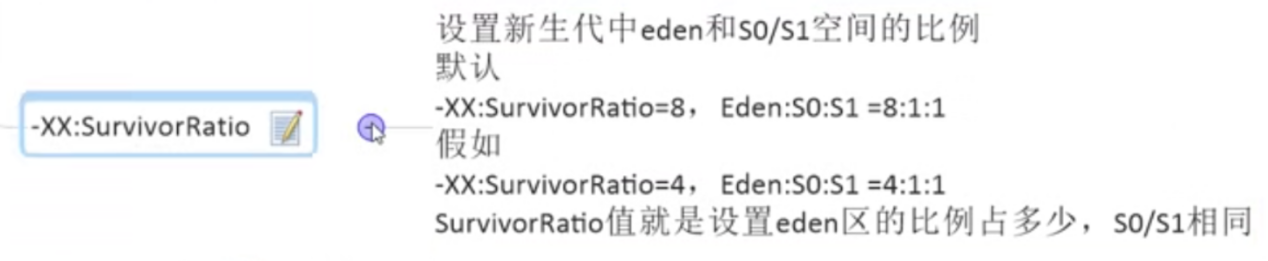 -XX:SurvivorRatio
设置新生代中eden和S0/S1空间的比例
默认
-XX:SurvivorRatio=8， Eden:S0:S1 =8:1:1
假如
-XX:SurvivorRatio=4， Eden:S0:S1 =4:1:1
SurvivorRatio值就是设置eden区的比例占多少，S0/S1相同